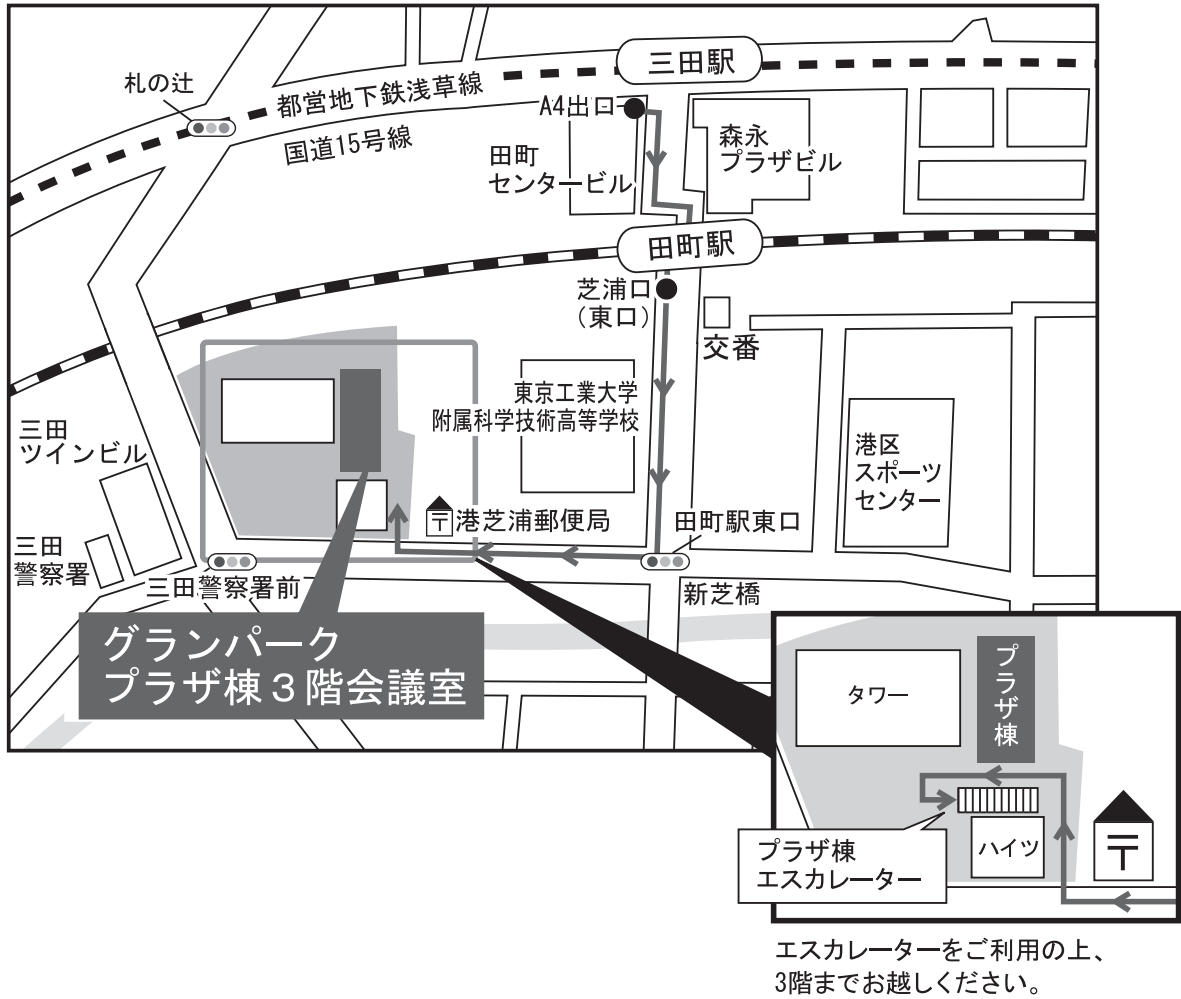 三田駅
札の辻
都営地下鉄浅草線
A4出口
国道15号線
森永
プラザビル
田町
センタービル
田町駅
芝浦口
(東口)
交番
東京工業大学
附属科学技術高等学校
三田
ツインビル
港区
スポーツ
センター
〒港芝浦郵便局
田町駅東口
三田
警察署
三田警察署前
新芝橋
グランパーク
プラザ棟3階会議室
タワー
プラザ棟
ハイツ
〒
プラザ棟
エスカレーター
エスカレーターをご利用の上、
3階までお越しください。